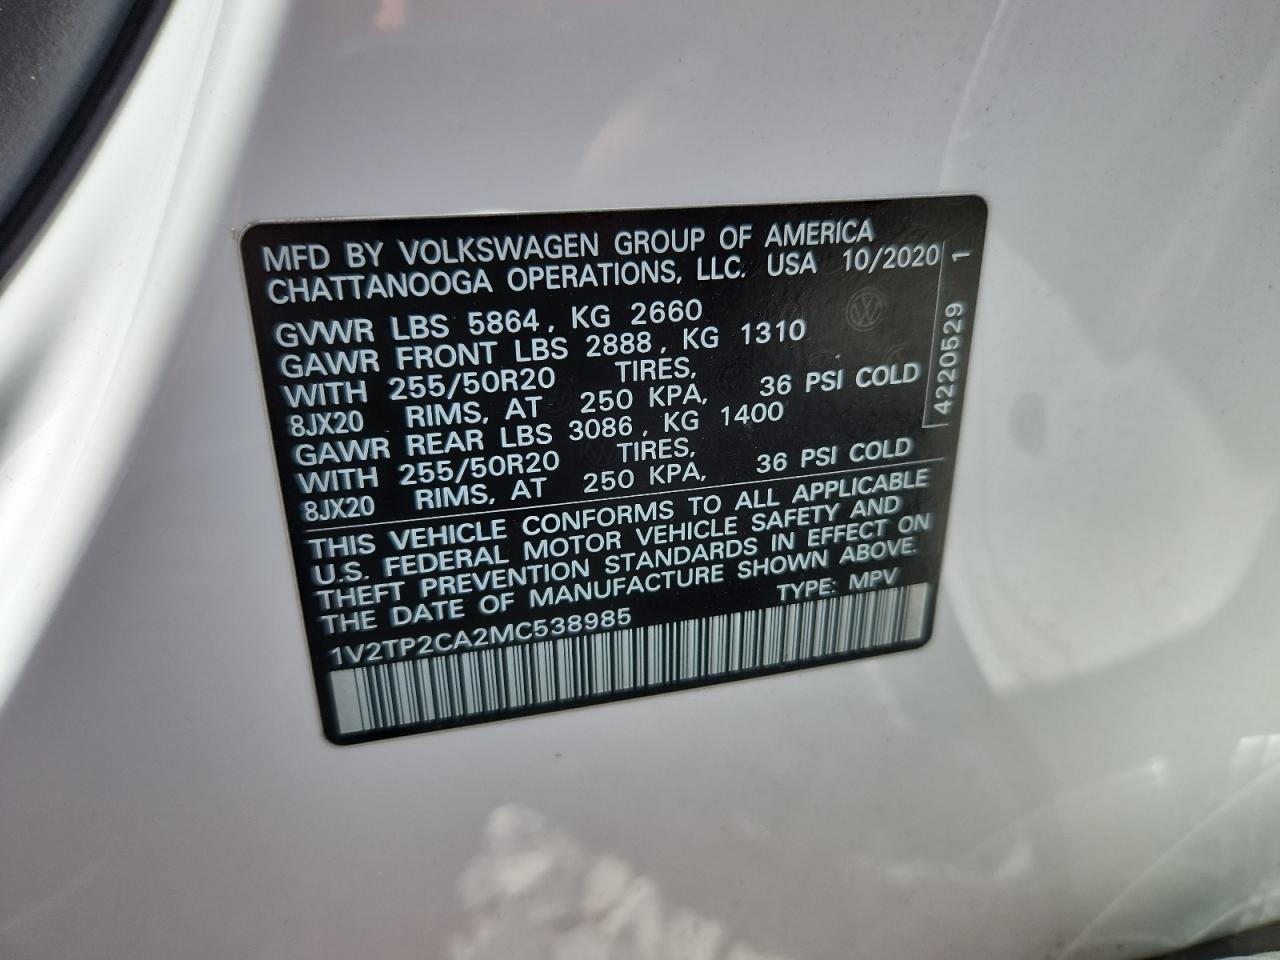 MFD BY VOLKSWAGEN GROUP OF AMERICA
CHATTANOOGA OPERATIONS, LLC. USA 10/2020
GVWR LBS 5864, KG 2660
GAWR FRONT LBS 2888, KG 1310
WITH 255/50R20 TIRES,
8JX20 RIMS, AT 250 KPA, 36 PSI COLD
GAWR REAR LBS 3086, KG 1400
WITH 255/50R20 TIRES,
8JX20 RIMS, AT 250 KPA, 36 PSI COLD
THIS VEHICLE CONFORMS TO ALL APPLICABLE
U.S. FEDERAL MOTOR VEHICLE SAFETY AND
THEFT PREVENTION STANDARDS IN EFFECT ON
THE DATE OF MANUFACTURE SHOWN ABOVE.
1V2TP2CA2MC538985 TYPE: MPV
4220529 1